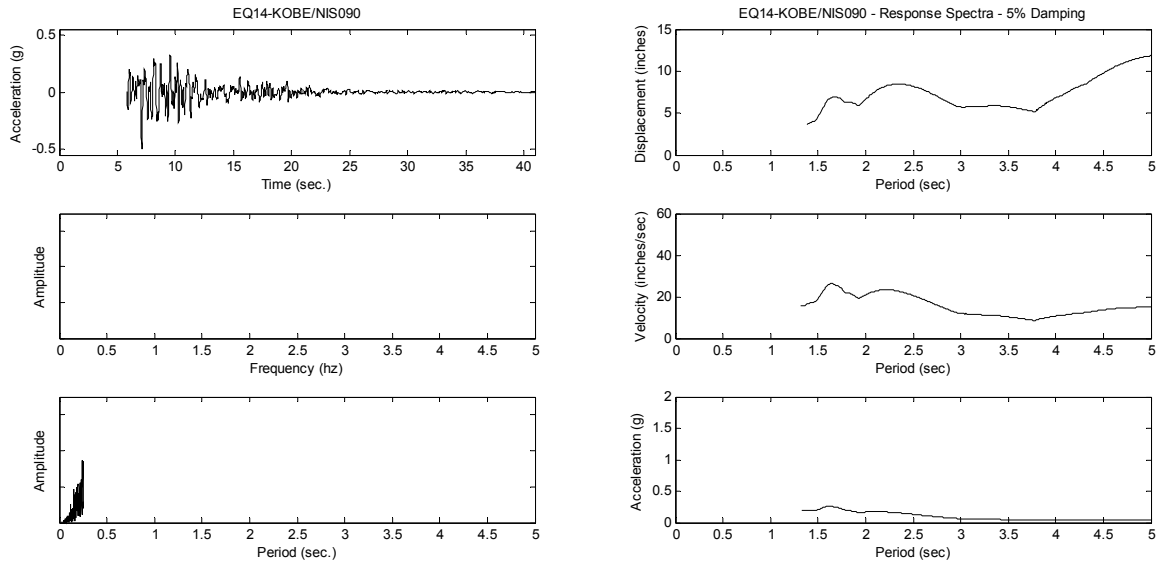 EQ14-KOBE/NIS090
0.5
0
-0.5
Acceleration (g)
0 5 10 15 20 25 30 35 40
Time (sec.)
Amplitude
0 0.5 1 1.5 2 2.5 3 3.5 4 4.5 5
Frequency (hz)
Amplitude
0 0.5 1 1.5 2 2.5 3 3.5 4 4.5 5
Period (sec.)
EQ14-KOBE/NIS090 - Response Spectra - 5% Damping
15
10
5
0
Displacement (inches)
0 0.5 1 1.5 2 2.5 3 3.5 4 4.5 5
Period (sec)
60
40
20
0
Velocity (inches/sec)
0 0.5 1 1.5 2 2.5 3 3.5 4 4.5 5
Period (sec)
2
1.5
1
0.5
0
Acceleration (g)
0 0.5 1 1.5 2 2.5 3 3.5 4 4.5 5
Period (sec)